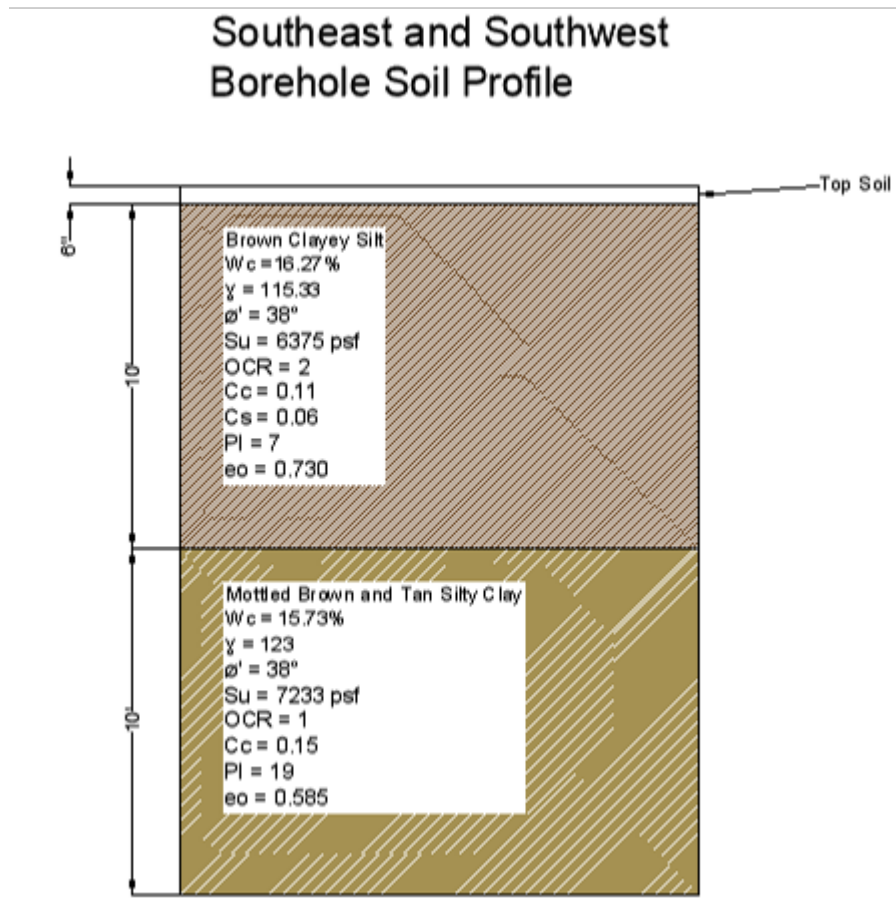 Southeast and Southwest
Borehole Soil Profile
Top Soil
6"
10'
Brown Clayey Silt
Wc =16.27%
ɣ = 115.33
ø' = 38°
Su = 6375 psf
OCR = 2
Cc = 0.11
Cs = 0.06
PI = 7
eo = 0.730
10'
Mottled Brown and Tan Silty Clay
Wc = 15.73%
ɣ = 123
ø' = 38°
Su = 7233 psf
OCR = 1
Cc = 0.15
PI = 19
eo = 0.585